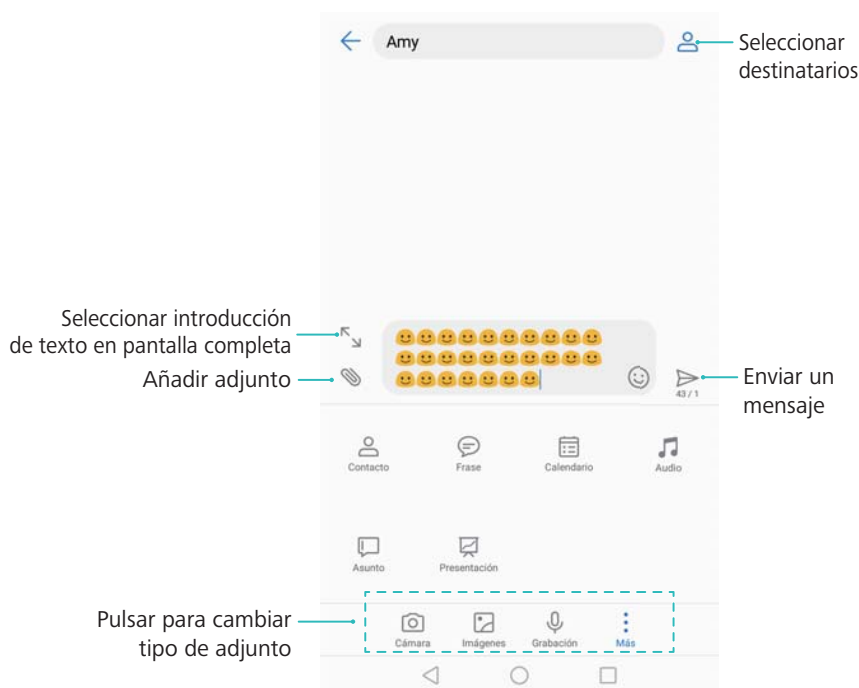 Amy
Seleccionar
destinatarios
Seleccionar introducción
de texto en pantalla completa
Añadir adjunto
Enviar un
mensaje
43 / 1
Contacto
Frase
Calendario
Audio
Asunto
Presentación
Pulsar para cambiar
tipo de adjunto
Cámara
Imágenes
Grabación
Más